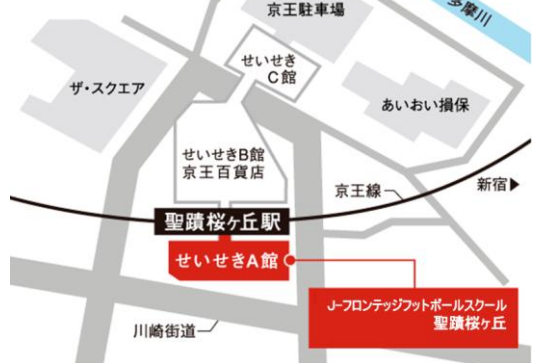 京王駐車場
多摩川
せいせき
C館
ザ・スクエア
あいおい損保
せいせきB館
京王百貨店
京王線
新宿
聖蹟桜ヶ丘駅
せいせきA館
J-フロンテッジフットボールスクール
聖蹟桜ヶ丘
川崎街道